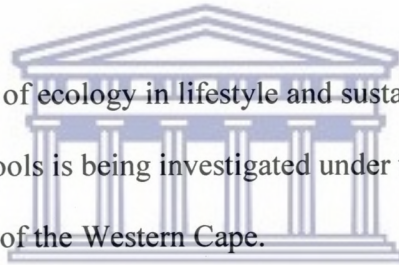 of ecology in lifestyle and susta
ools is being investigated under
of the Western Cape.